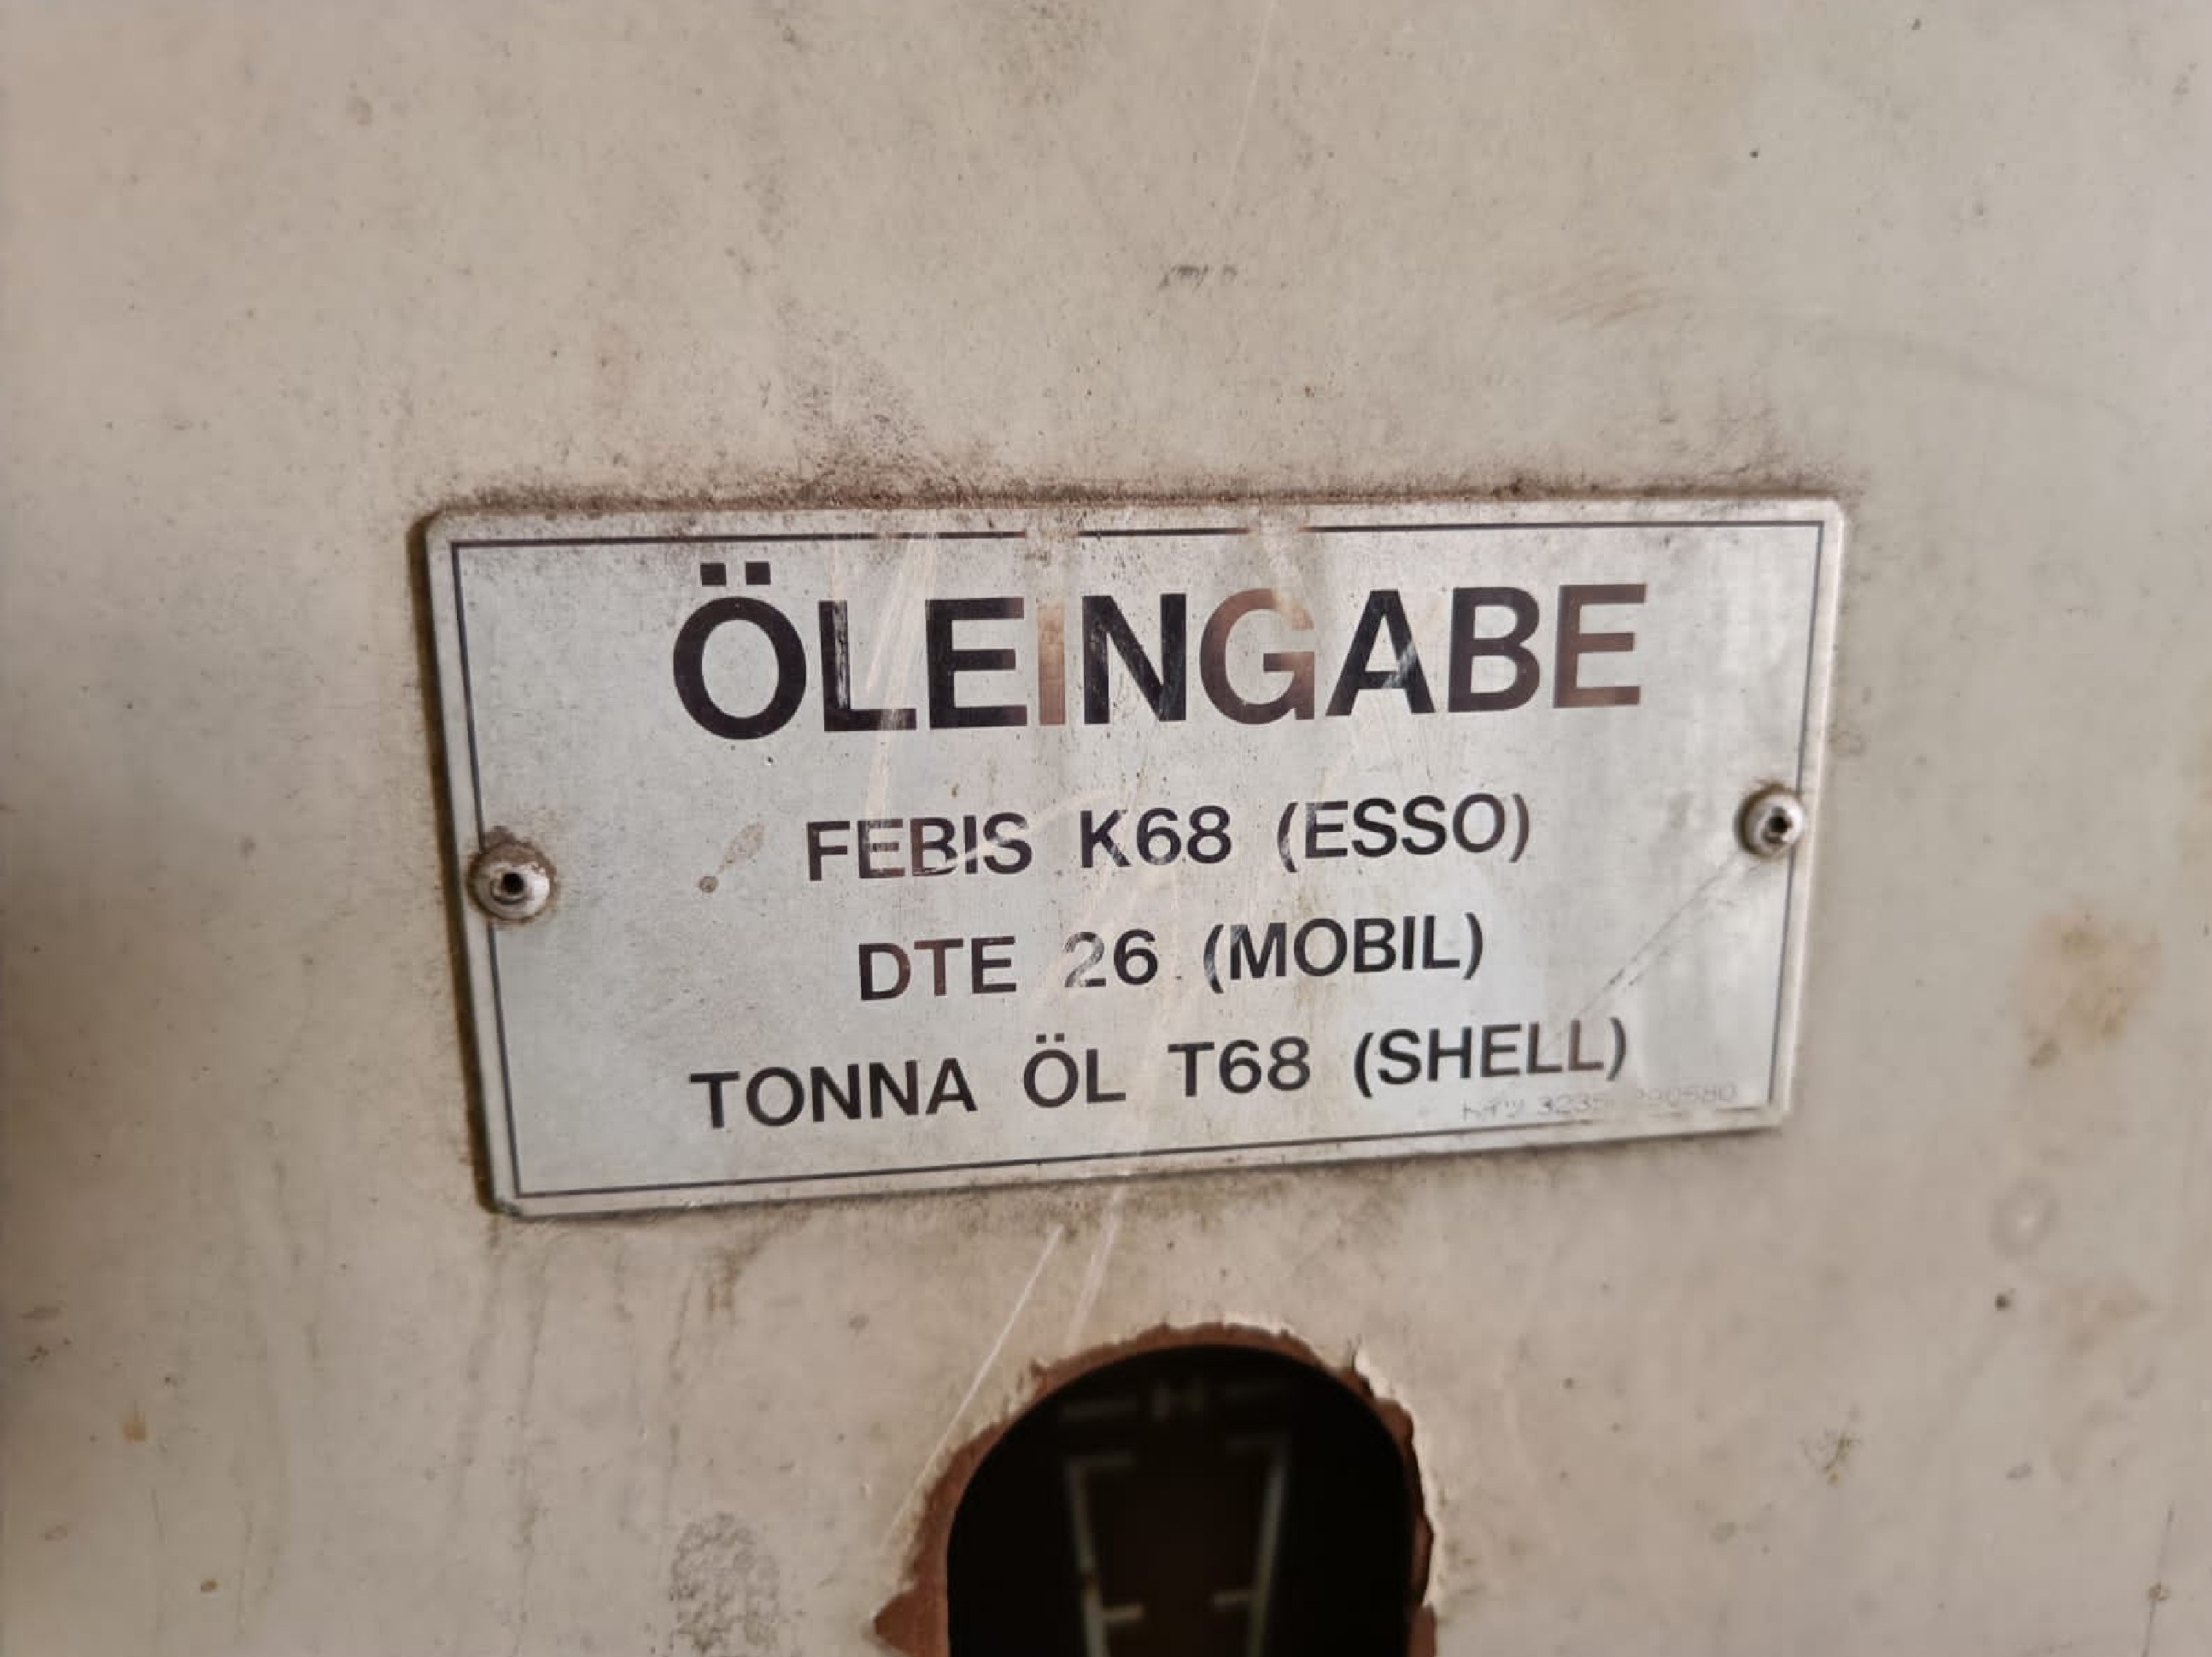 ÖLEINGABE
FEBIS K68 (ESSO)
DTE 26 (MOBIL)
TONNA ÖL T68 (SHELL)